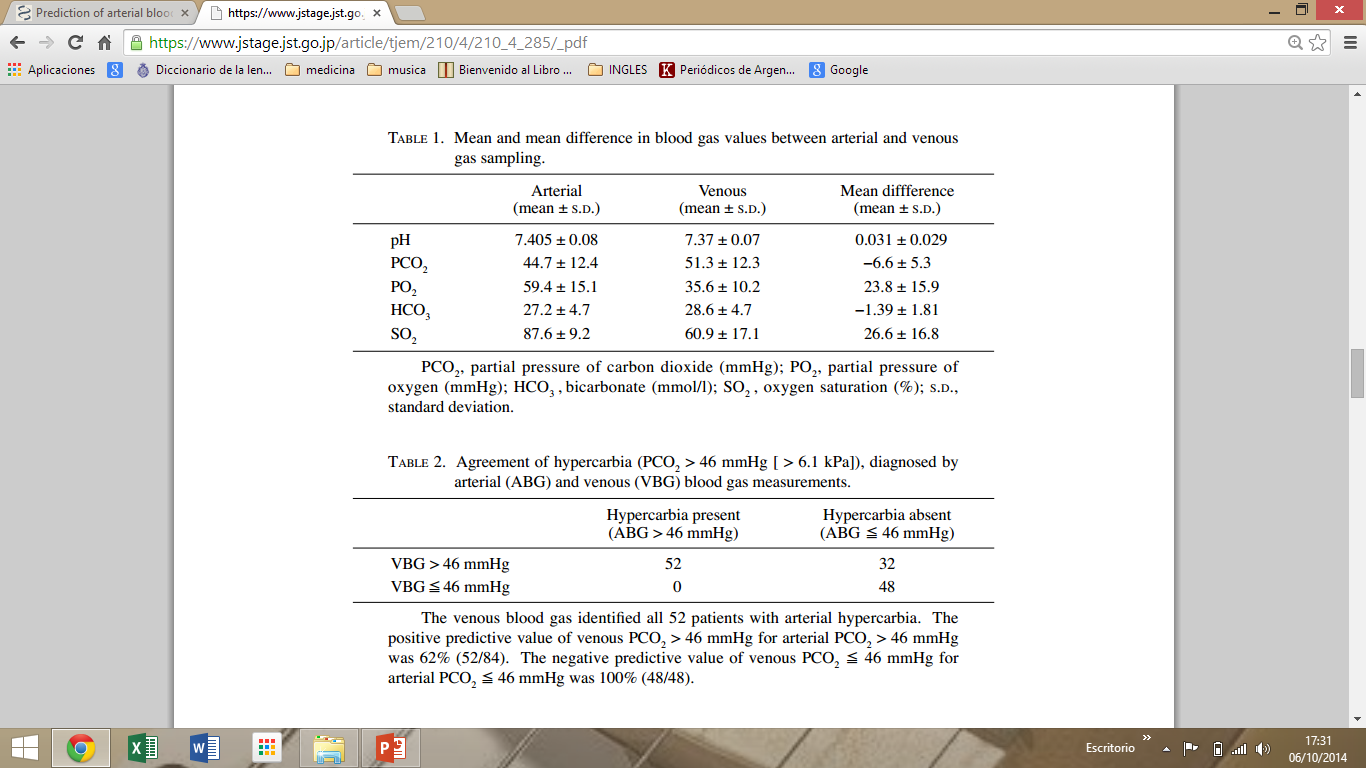 Prediction of arterial bloo
https://www.jstage.jst.go.
https://www.jstage.jst.go.jp/article/tjem/210/4/210_4_285/_pdf
Aplicaciones Diccionario de la len... medicina musica Bienvenido al Libro ... INGLES Periódicos de Argen... Google
TABLE 1. Mean and mean difference in blood gas values between arterial and venous
gas sampling.
Arterial Venous Mean diffference
(mean ± S.D.) (mean ± S.D.) (mean ± S.D.)
pH 7.405 ± 0.08 7.37 ± 0.07 0.031 ± 0.029
PCO2 44.7 ± 12.4 51.3 ± 12.3 −6.6 ± 5.3
PO2 59.4 ± 15.1 35.6 ± 10.2 23.8 ± 15.9
HCO3 27.2 ± 4.7 28.6 ± 4.7 −1.39 ± 1.81
SO2 87.6 ± 9.2 60.9 ± 17.1 26.6 ± 16.8
PCO2, partial pressure of carbon dioxide (mmHg); PO2, partial pressure of
oxygen (mmHg); HCO3, bicarbonate (mmol/l); SO2, oxygen saturation (%); S.D.,
standard deviation.
TABLE 2. Agreement of hypercarbia (PCO2 > 46 mmHg [ > 6.1 kPa]), diagnosed by
arterial (ABG) and venous (VBG) blood gas measurements.
Hypercarbia present Hypercarbia absent
(ABG > 46 mmHg) (ABG ≦ 46 mmHg)
VBG > 46 mmHg 52 32
VBG ≦ 46 mmHg 0 48
The venous blood gas identified all 52 patients with arterial hypercarbia. The
positive predictive value of venous PCO2 > 46 mmHg for arterial PCO2 > 46 mmHg
was 62% (52/84). The negative predictive value of venous PCO2 ≦ 46 mmHg for
arterial PCO2 ≦ 46 mmHg was 100% (48/48).
Escritorio
17:31
06/10/2014